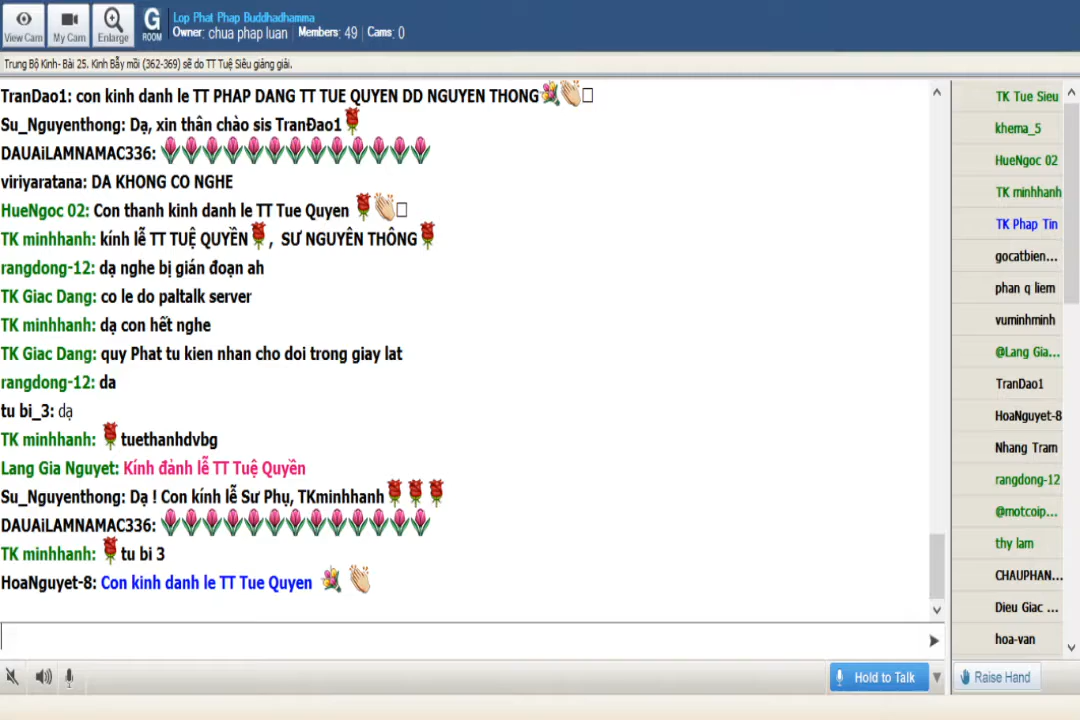 View Cam
My Cam
Enlarge
G
ROOM
Lop Phat Phap Buddhadhamma
Owner: chua phap luan | Members: 49 | Cams: 0
Trung Bộ Kinh- Bài 25. Kinh Bẫy mồi (362-369) sẽ do TT Tuệ Siêu giảng giải.
TranDao1: con kinh danh le TT PHAP DANG TT TUE QUYEN DD NGUYEN THONG
Su_Nguyenthong: Dạ, xin thân chào sis TranĐao1
DAUAiLAMNAMAC336:
viriyaratana: DA KHONG CO NGHE
HueNgoc 02: Con thanh kinh danh le TT Tue Quyen
TK minhhanh: kính lễ TT TUỆ QUYỀN, SƯ NGUYÊN THÔNG
rangdong-12: dạ nghe bị gián đoạn ah
TK Giac Dang: co le do paltalk server
TK minhhanh: dạ con hết nghe
TK Giac Dang: quy Phat tu kien nhan cho doi trong giay lat
rangdong-12: da
tu bi_3: dạ
TK minhhanh: tuethanhdvbg
Lang Gia Nguyet: Kính đảnh lễ TT Tuệ Quyền
Su_Nguyenthong: Dạ ! Con kính lễ Sư Phụ, TKminhhanh
DAUAiLAMNAMAC336:
TK minhhanh: tu bi 3
HoaNguyet-8: Con kinh danh le TT Tue Quyen
Hold to Talk
TK Tue Sieu
khema_5
HueNgoc 02
TK minhhanh
TK Phap Tin
gocatbien...
phan q liem
vuminhminh
@Lang Gia...
TranDao1
HoaNguyet-8
Nhang Tram
rangdong-12
@motcoip...
thy lam
CHAUPHAN...
Dieu Giac ...
hoa-van
Raise Hand